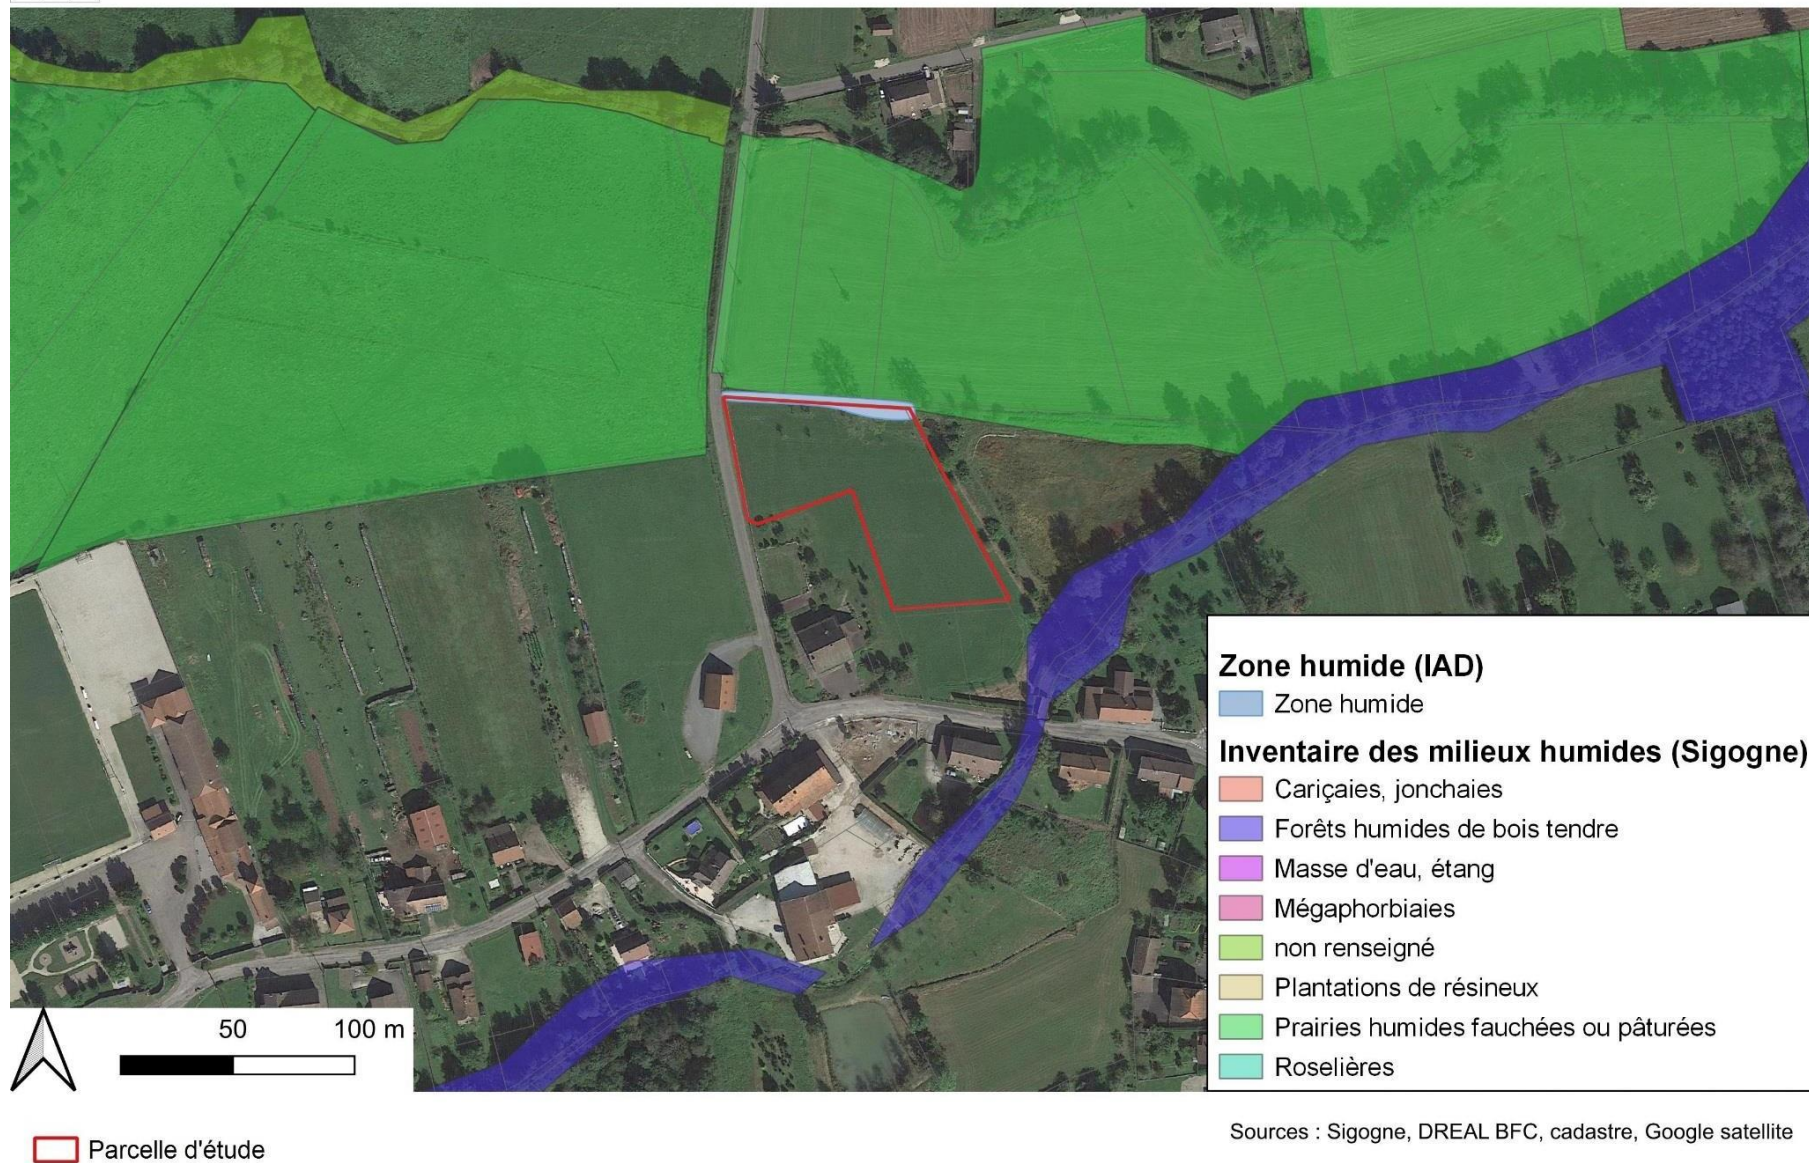 Zone humide (IAD)
Zone humide
Inventaire des milieux humides (Sigogne)
Cariçaies, jonchaies
Forêts humides de bois tendre
Masse d'eau, étang
Mégaphorbiaies
non renseigné
Plantations de résineux
Prairies humides fauchées ou pâturées
Roselières
50 100 m
Sources : Sigogne, DREAL BFC, cadastre, Google satellite
Parcelle d'étude